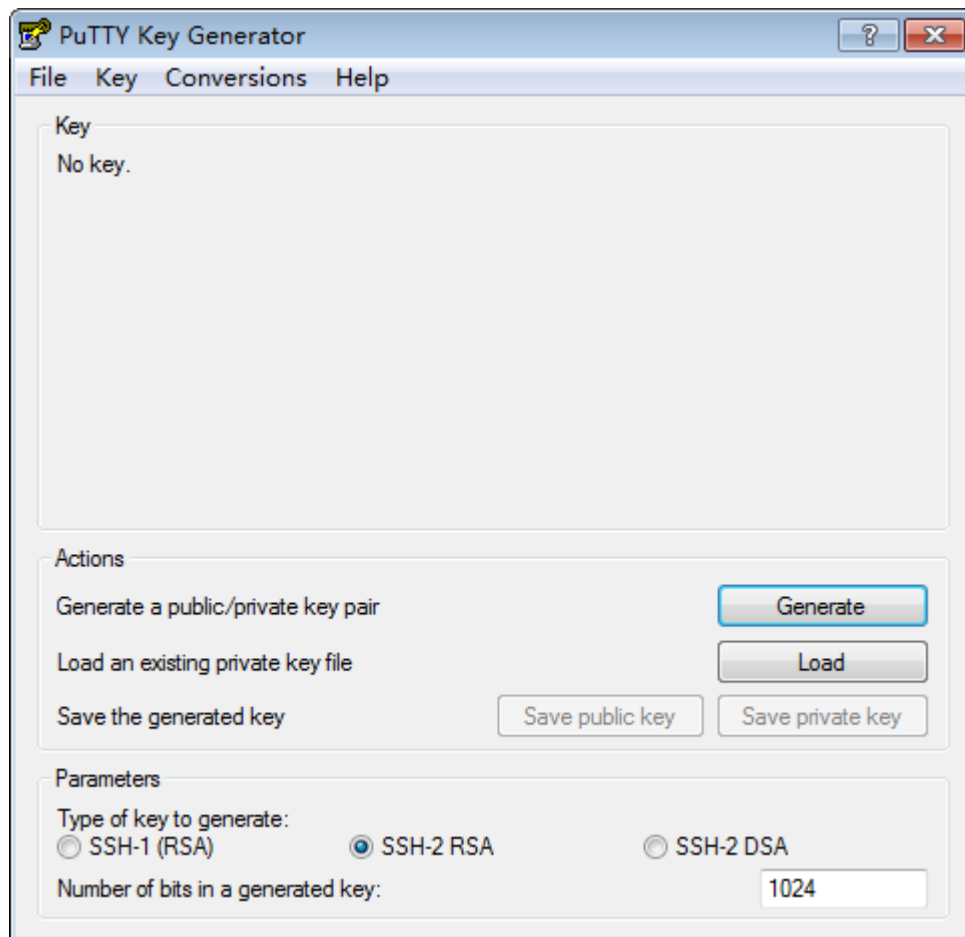 PuTTY Key Generator
File Key Conversions Help
Key
No key.
Actions
Generate a public/private key pair
Generate
Load an existing private key file
Load
Save the generated key
Save public key
Save private key
Parameters
Type of key to generate:
SSH-1 (RSA) SSH-2 RSA SSH-2 DSA
Number of bits in a generated key:
1024